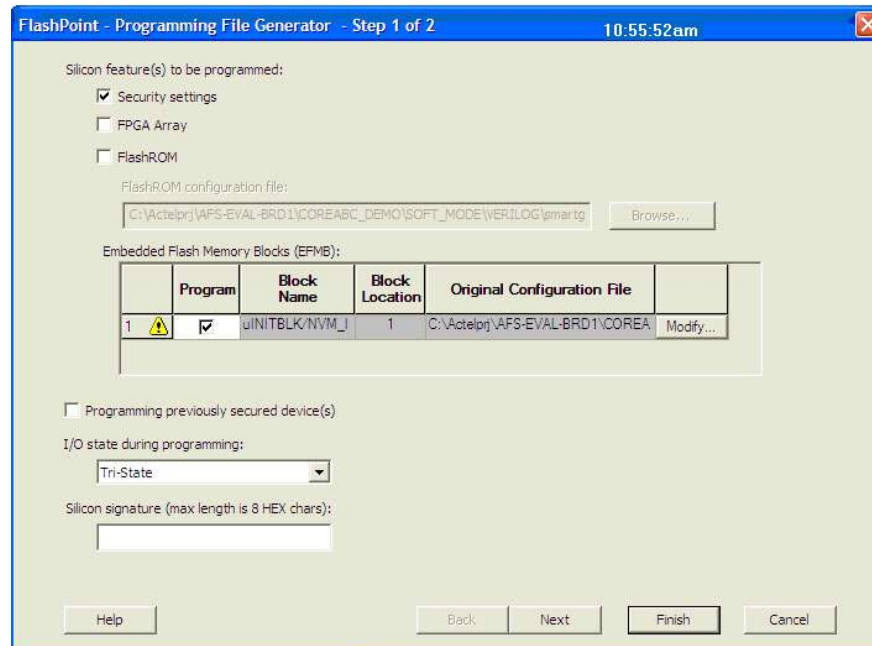 FlashPoint - Programming File Generator - Step 1 of 2 10:55:52am
Silicon feature(s) to be programmed:
Security settings
FPGA Array
FlashROM
FlashROM configuration file:
C:\Actelprj\AFS-EVAL-BRD1\COREABC_DEMO\SOFT_MODE\VERILOG\smartg Browse...
Embedded Flash Memory Blocks (EFMB):
Program Block Name Block Location Original Configuration File
1 uINITBLK/NVM_I 1 C:\Actelprj\AFS-EVAL-BRD1\COREA Modify...
Programming previously secured device(s)
I/O state during programming:
Tri-State
Silicon signature (max length is 8 HEX chars):
Help Back Next Finish Cancel